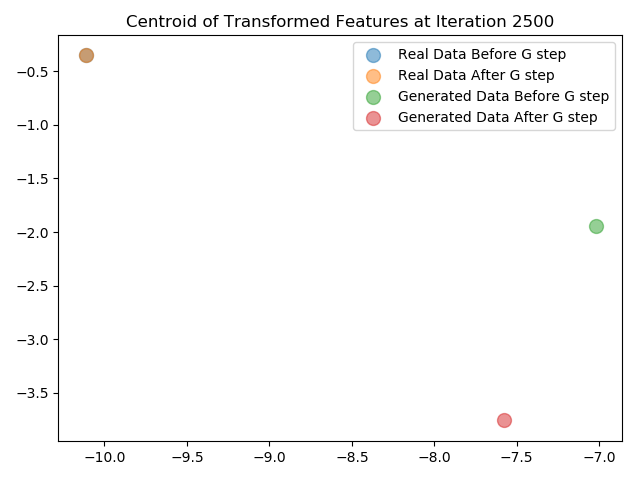 Centroid of Transformed Features at Iteration 2500
Real Data Before G step
Real Data After G step
Generated Data Before G step
Generated Data After G step
−0.5
−1.0
−1.5
−2.0
−2.5
−3.0
−3.5
−10.0 −9.5 −9.0 −8.5 −8.0 −7.5 −7.0